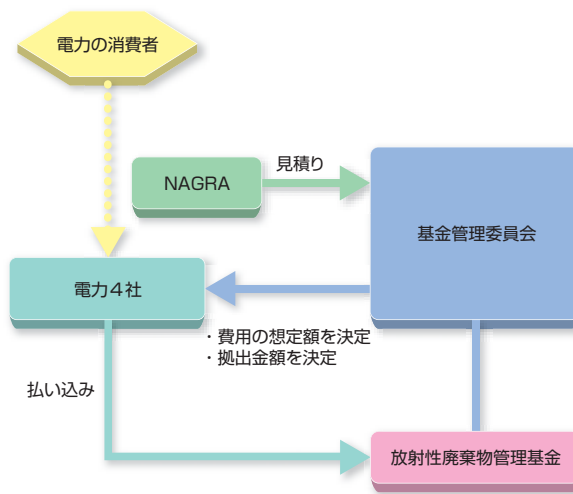 電力の消費者
見積り
NAGRA
基金管理委員会
電力4社
・費用の想定額を決定
・拠出金額を決定
払い込み
放射性廃棄物管理基金